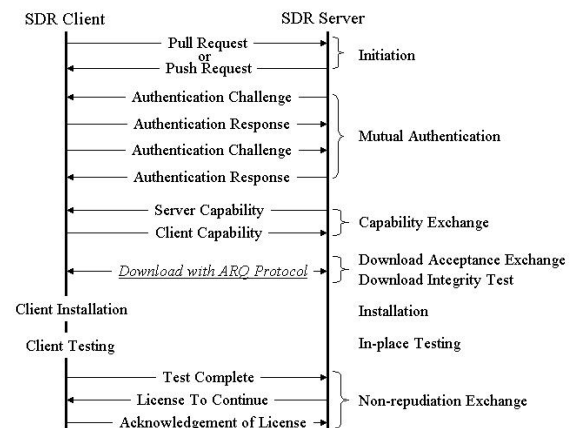 SDR Client
SDR Server
Pull Request
or
Push Request
Initiation
Authentication Challenge
Authentication Response
Authentication Challenge
Authentication Response
Mutual Authentication
Server Capability
Client Capability
Capability Exchange
Download with ARQ Protocol
Download Acceptance Exchange
Download Integrity Test
Client Installation
Installation
Client Testing
In-place Testing
Test Complete
License To Continue
Acknowledgement of License
Non-repudiation Exchange